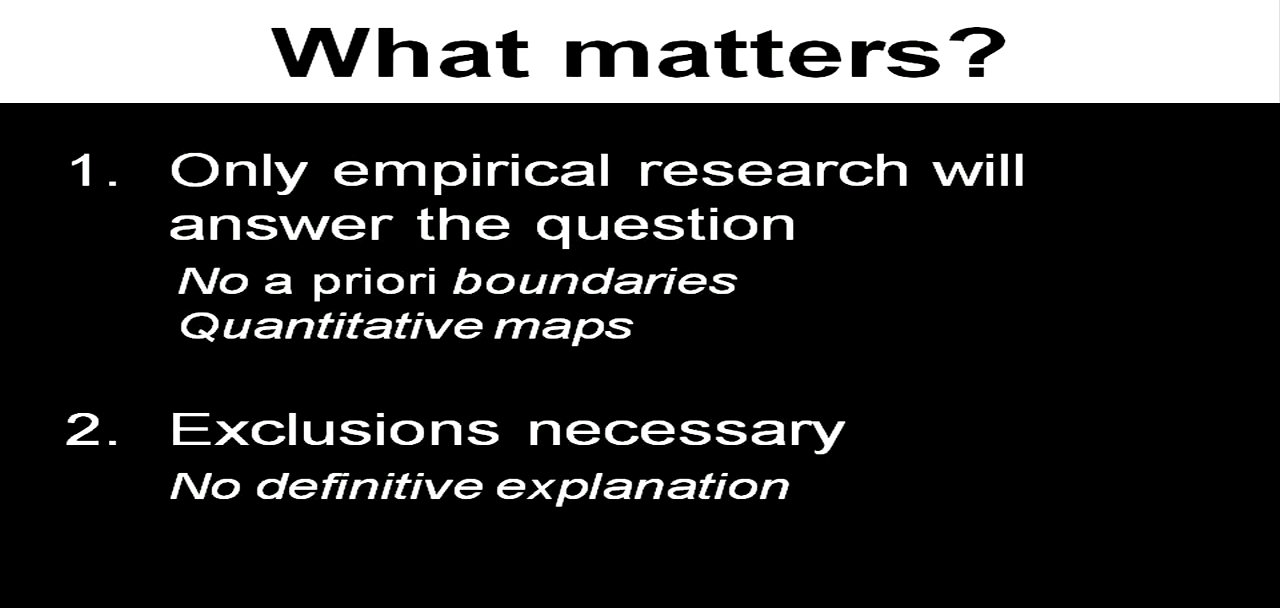 What matters?
1. Only empirical research will
answer the question
No a priori boundaries
Quantitative maps
2. Exclusions necessary
No definitive explanation